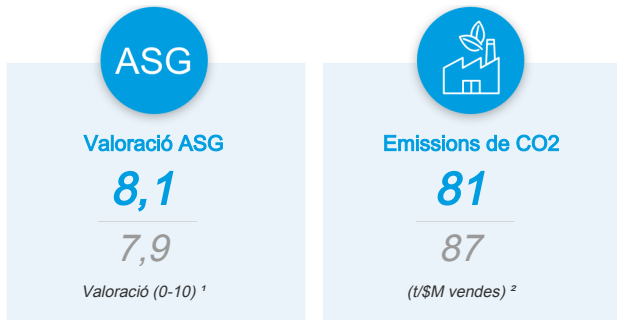 ASG
Valoració ASG
8,1
7,9
Valoració (0-10) ¹
Emissions de CO2
81
87
(t/$M vendes) ²